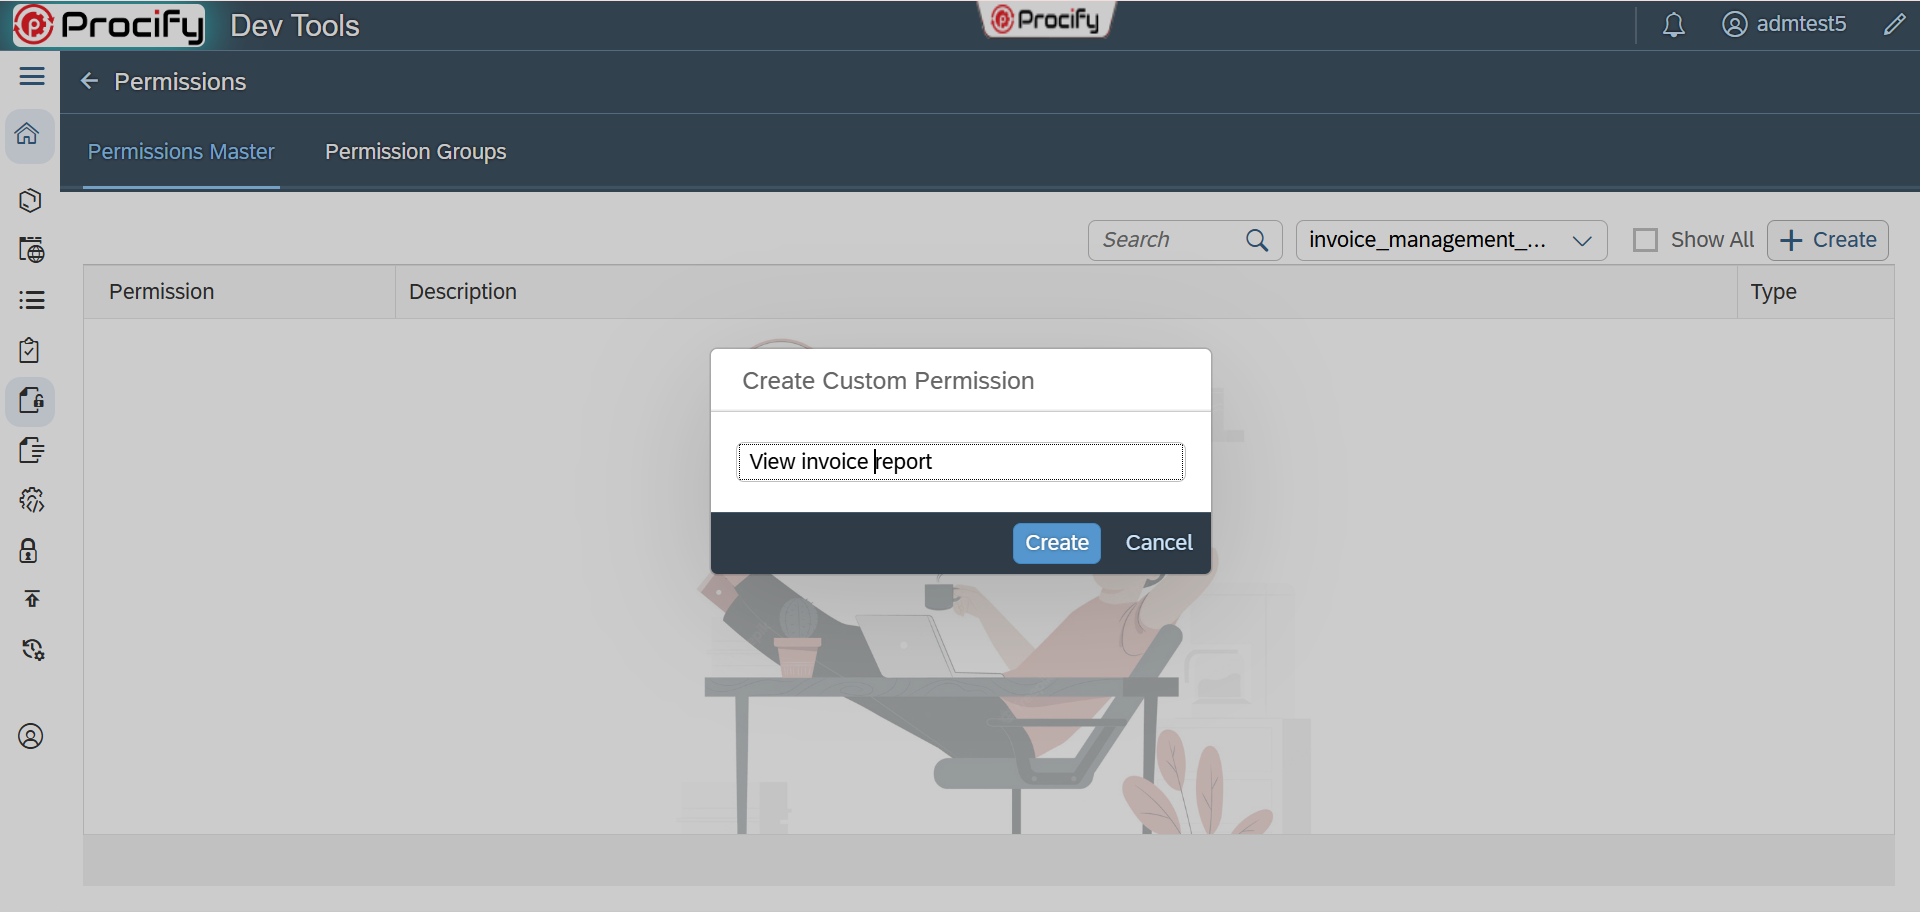 Procify Dev Tools
Procify
admtest5
Permissions
Permissions Master Permission Groups
Search invoice_management_... Show All Create
Permission Description Type
Create Custom Permission
View invoice report
Create Cancel